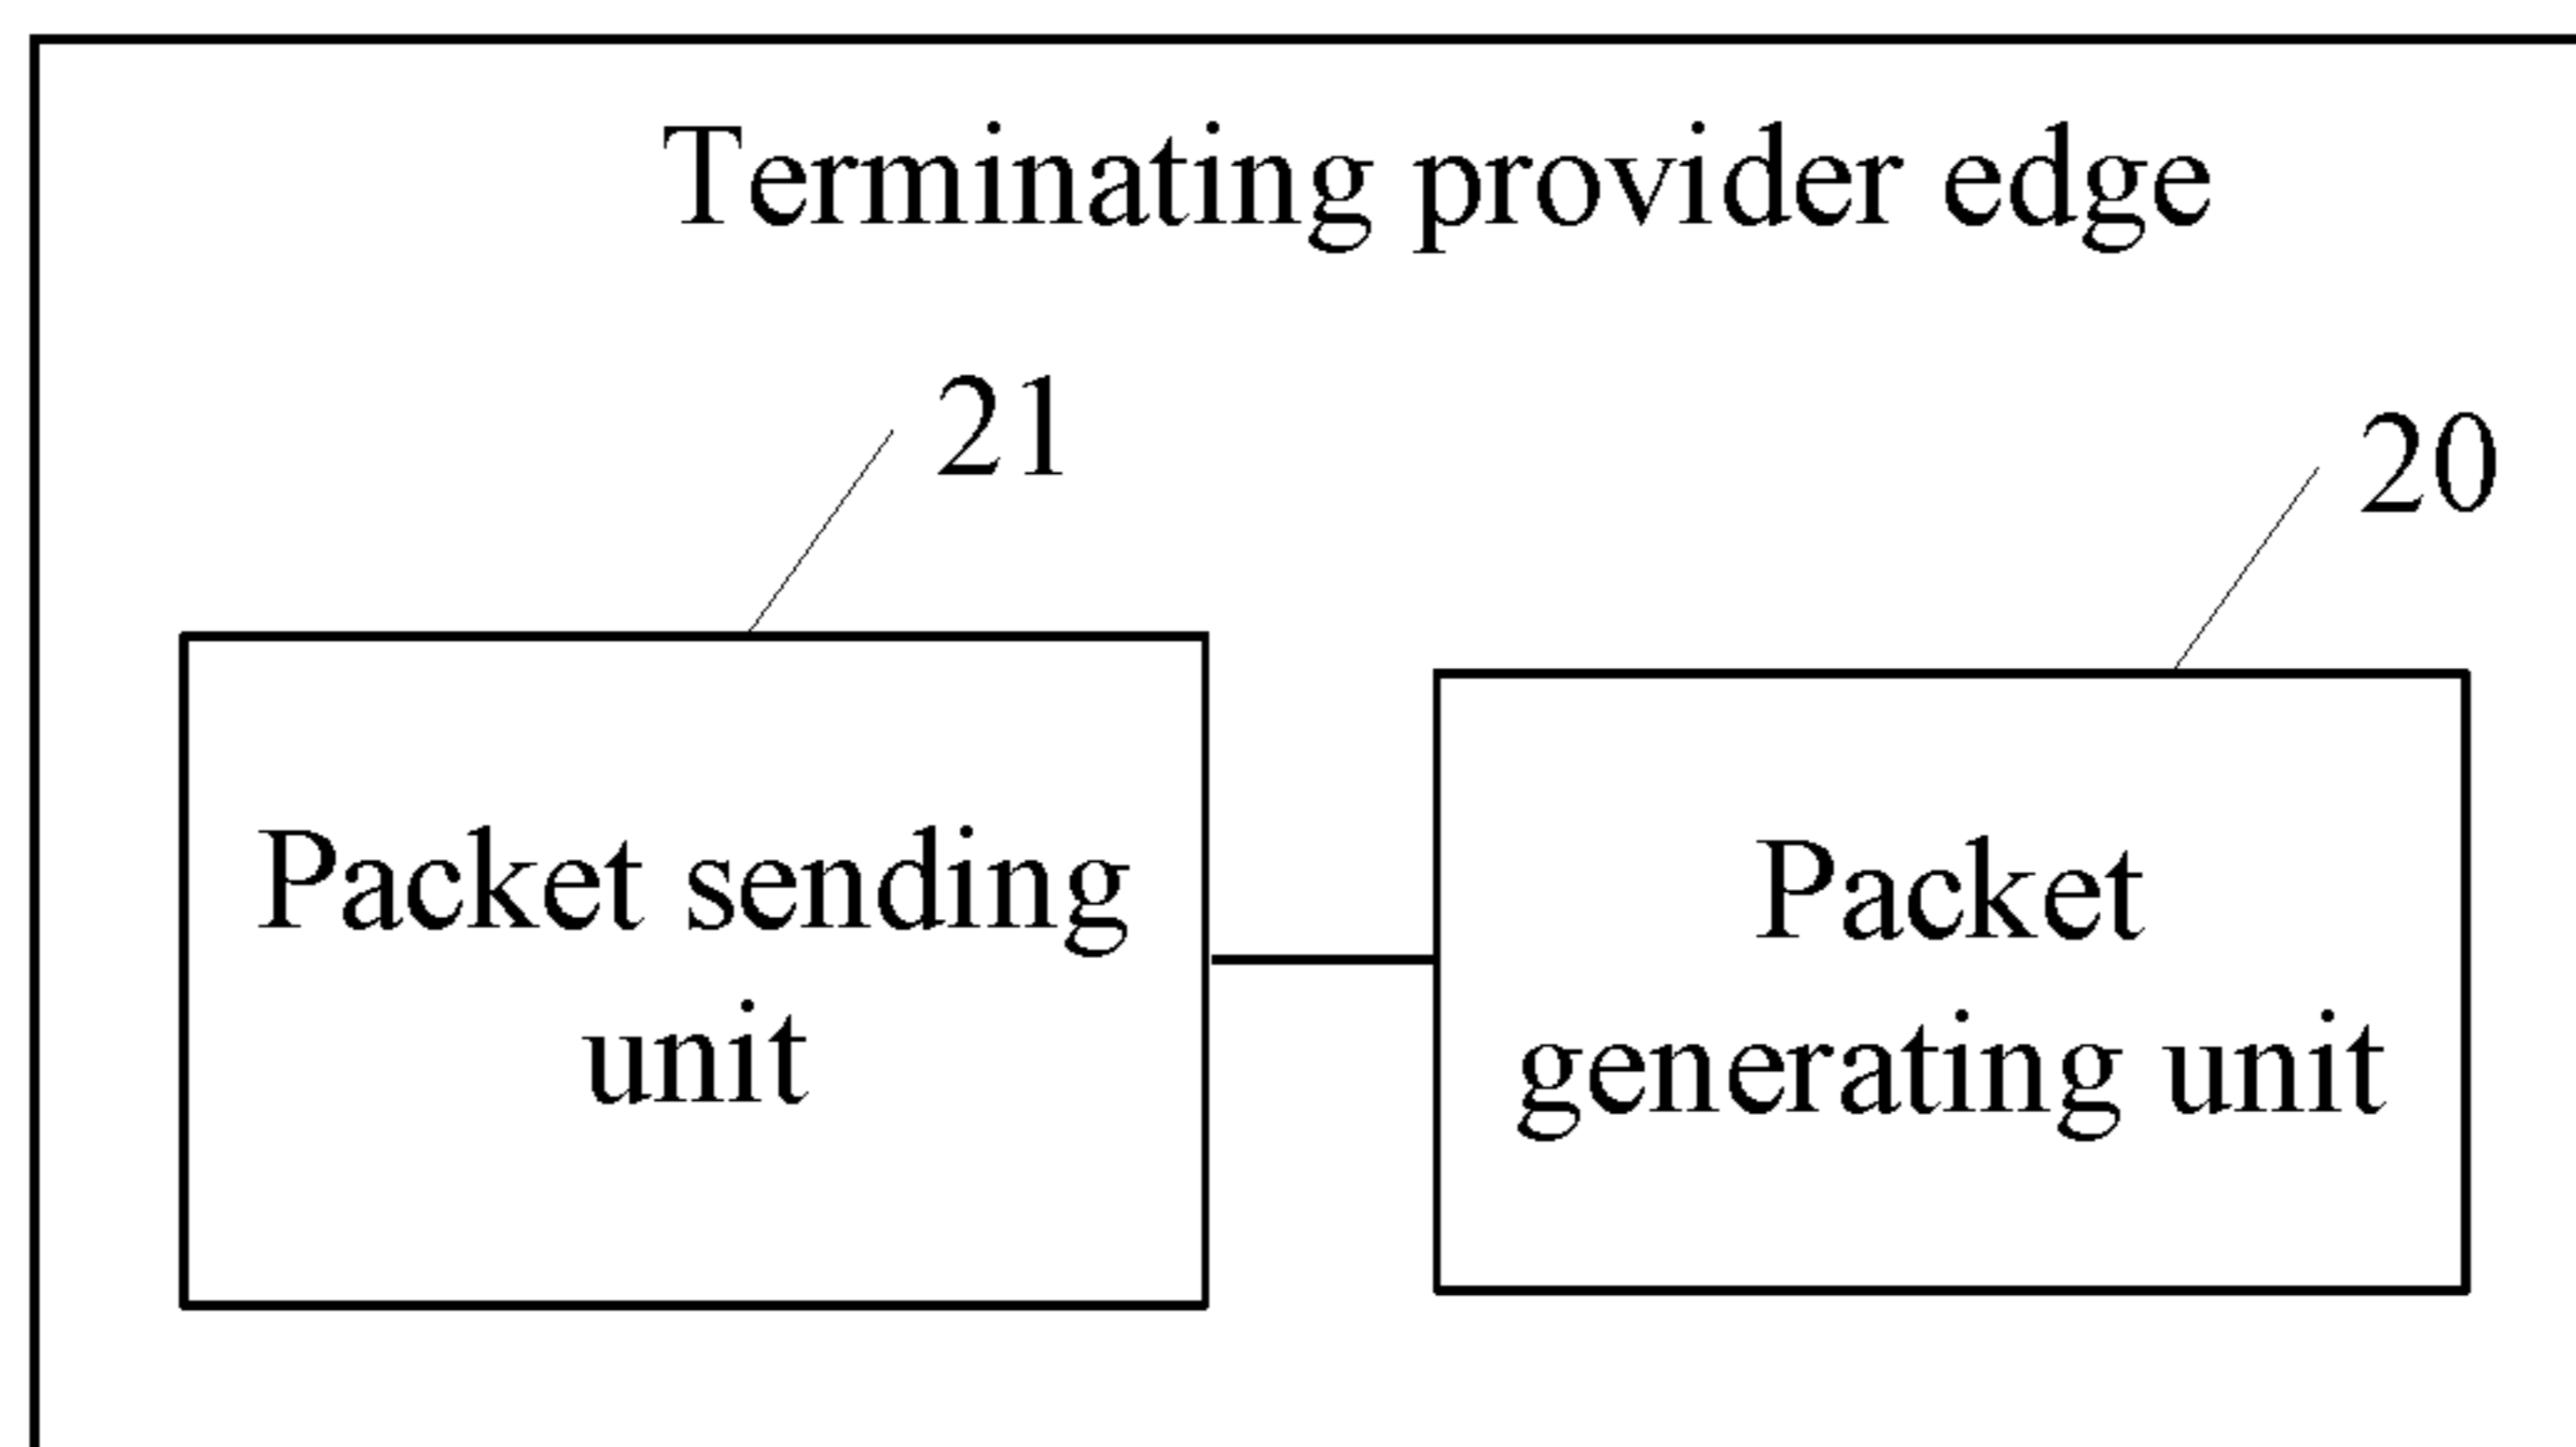 Terminating provider edge
21
20
Packet sending
unit
Packet
generating unit